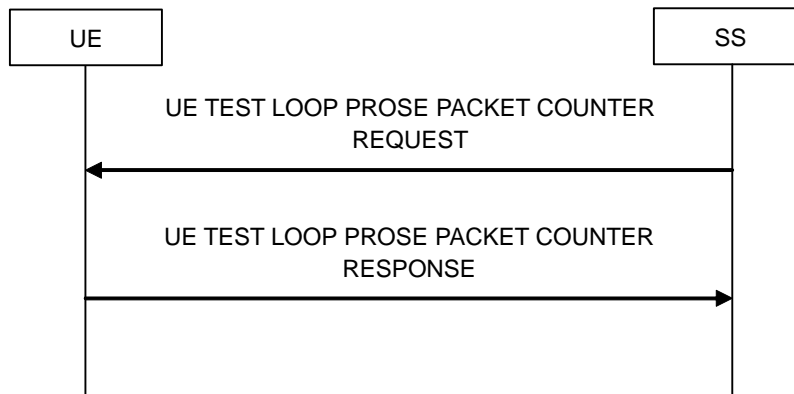 UE
SS
UE TEST LOOP PROSE PACKET COUNTER
REQUEST
UE TEST LOOP PROSE PACKET COUNTER
RESPONSE